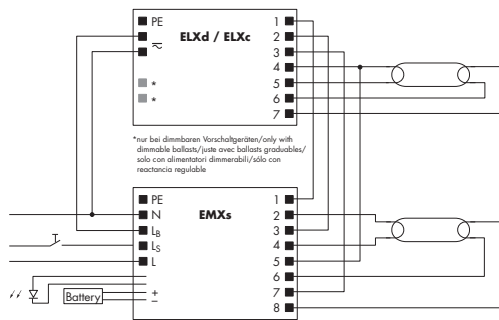 PE
ELXd / ELXc
1
2
3
4
5
6
7
*
*
*nur bei dimmbaren Vorschaltgeräten/only with
dimmable ballasts/juste avec ballasts graduables/
solo con alimentatori dimmerabili/sólo con
reactancia regulable
PE
EMXs
N
LB
LS
L
+
–
Battery
1
2
3
4
5
6
7
8